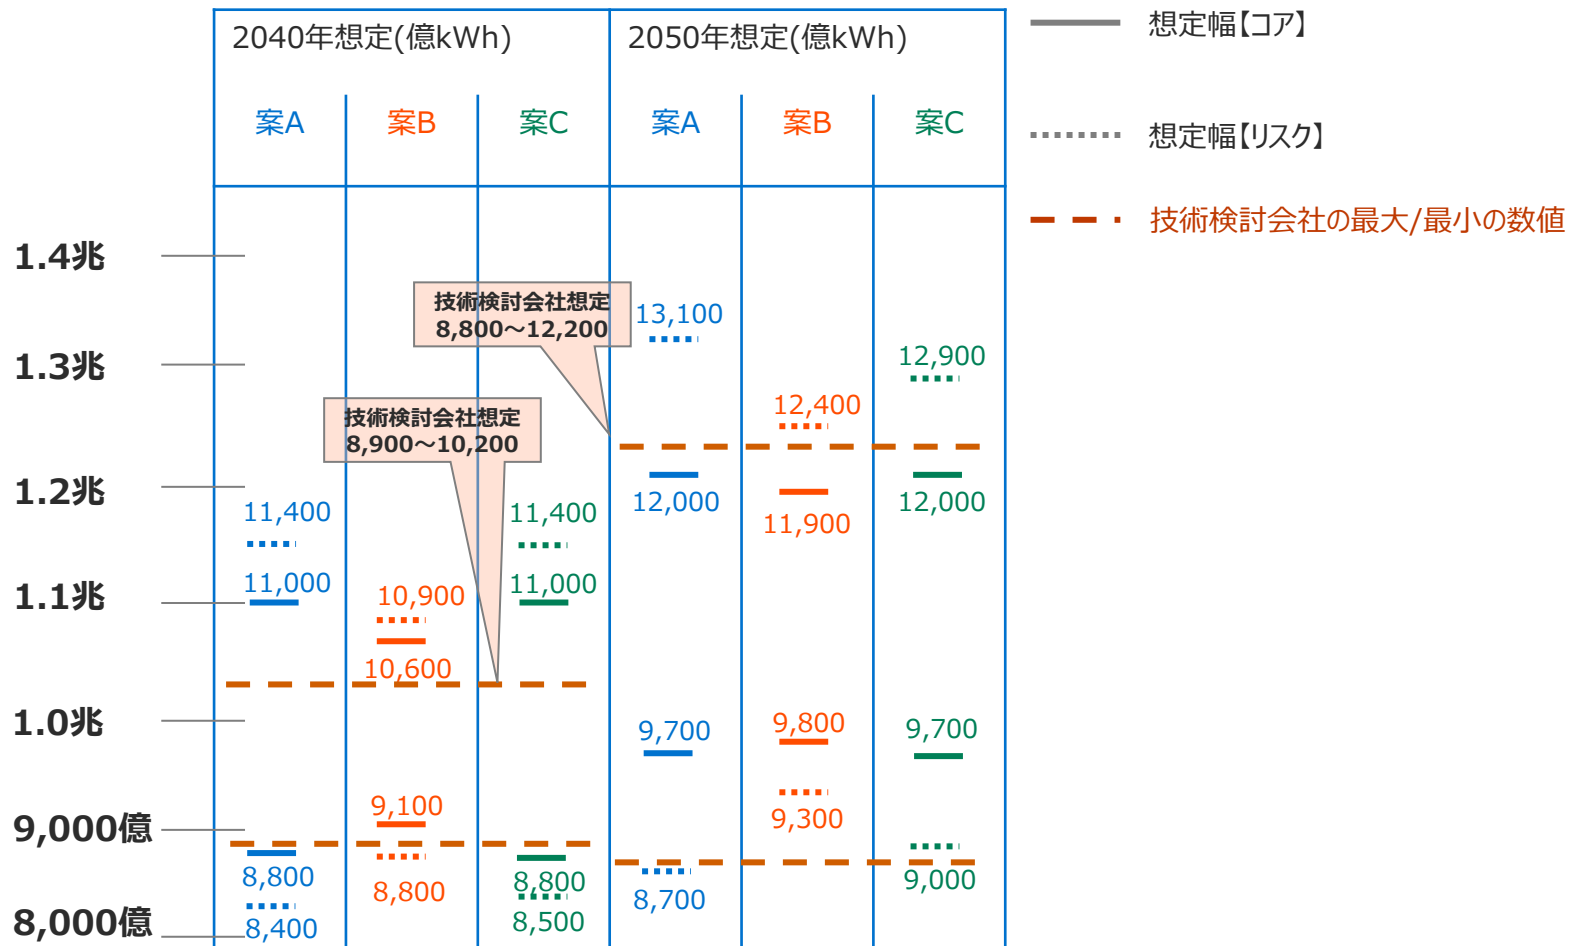 2040年想定(億kWh)
2050年想定(億kWh)
案A
案B
案C
案A
案B
案C
想定幅【コア】
想定幅【リスク】
技術検討会社の最大/最小の数値
1.4兆
1.3兆
1.2兆
1.1兆
1.0兆
9,000億
8,000億
技術検討会社想定
8,800～12,200
技術検討会社想定
8,900～10,200
11,400
11,000
8,800
8,400
10,900
10,600
9,100
8,800
11,400
11,000
8,800
8,500
13,100
12,000
9,700
8,700
12,400
11,900
9,800
9,300
12,900
12,000
9,700
9,000